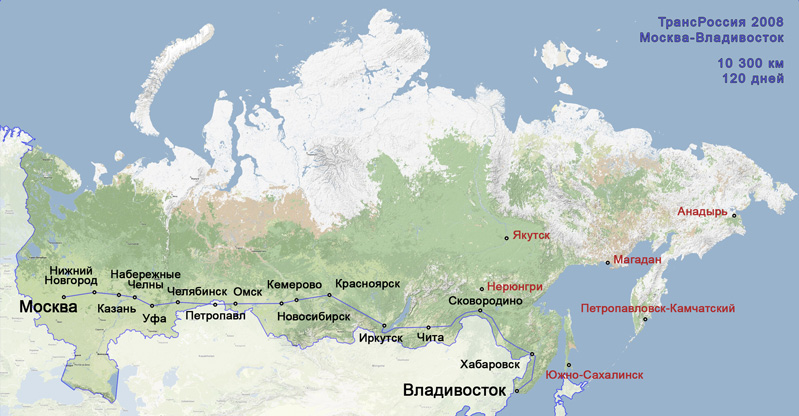 ТрансРоссия 2008
Москва-Владивосток
10 300 км
120 дней
Анадырь
Якутск
Магадан
Нижний
Новгород
Набережные
Челны
Челябинск
Омск
Кемерово
Красноярск
Нерюнгри
Сковородино
Петропавловск-Камчатский
Москва
Казань
Уфа
Петропавл
Новосибирск
Иркутск
Чита
Хабаровск
Южно-Сахалинск
Владивосток